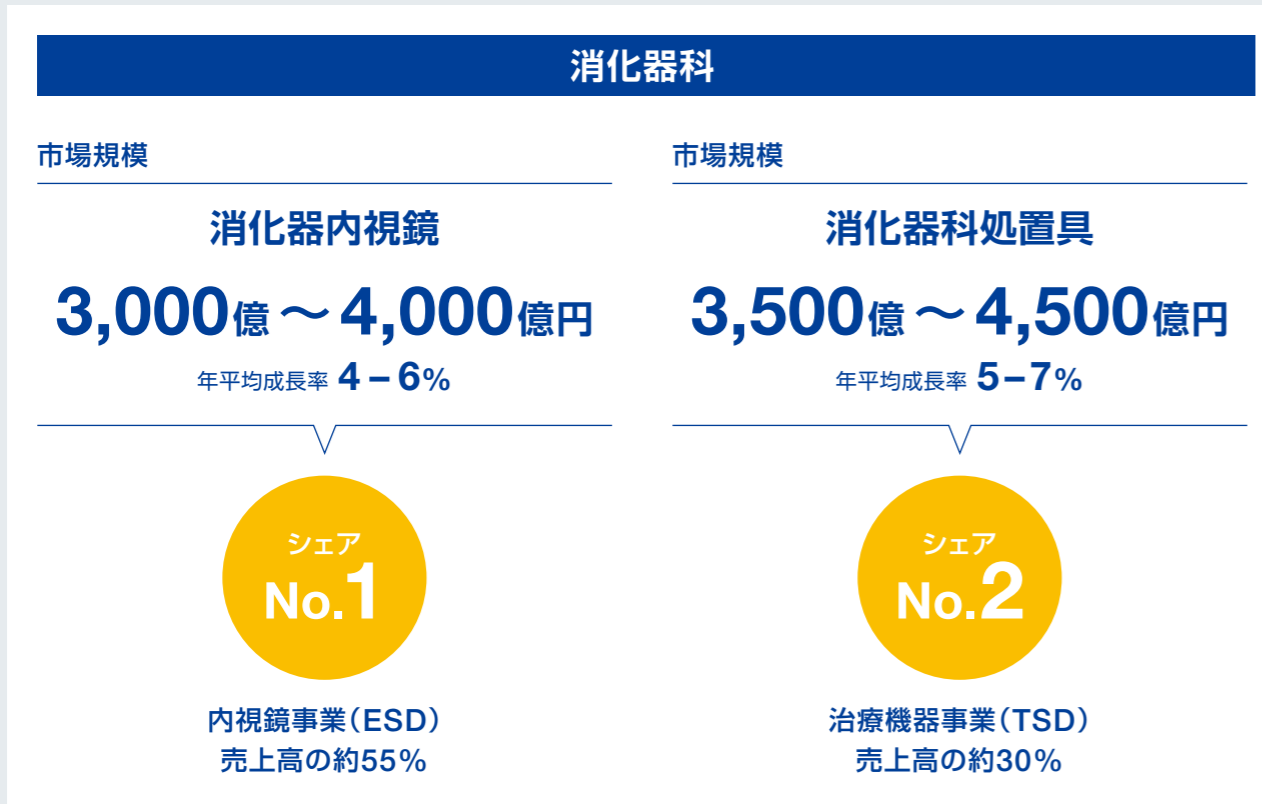 消化器科
市場規模
消化器内視鏡
3,000億～4,000億円
年平均成長率 4－6%
シェア
No.1
内視鏡事業（ESD）
売上高の約55%
市場規模
消化器科処置具
3,500億～4,500億円
年平均成長率 5－7%
シェア
No.2
治療機器事業（TSD）
売上高の約30%